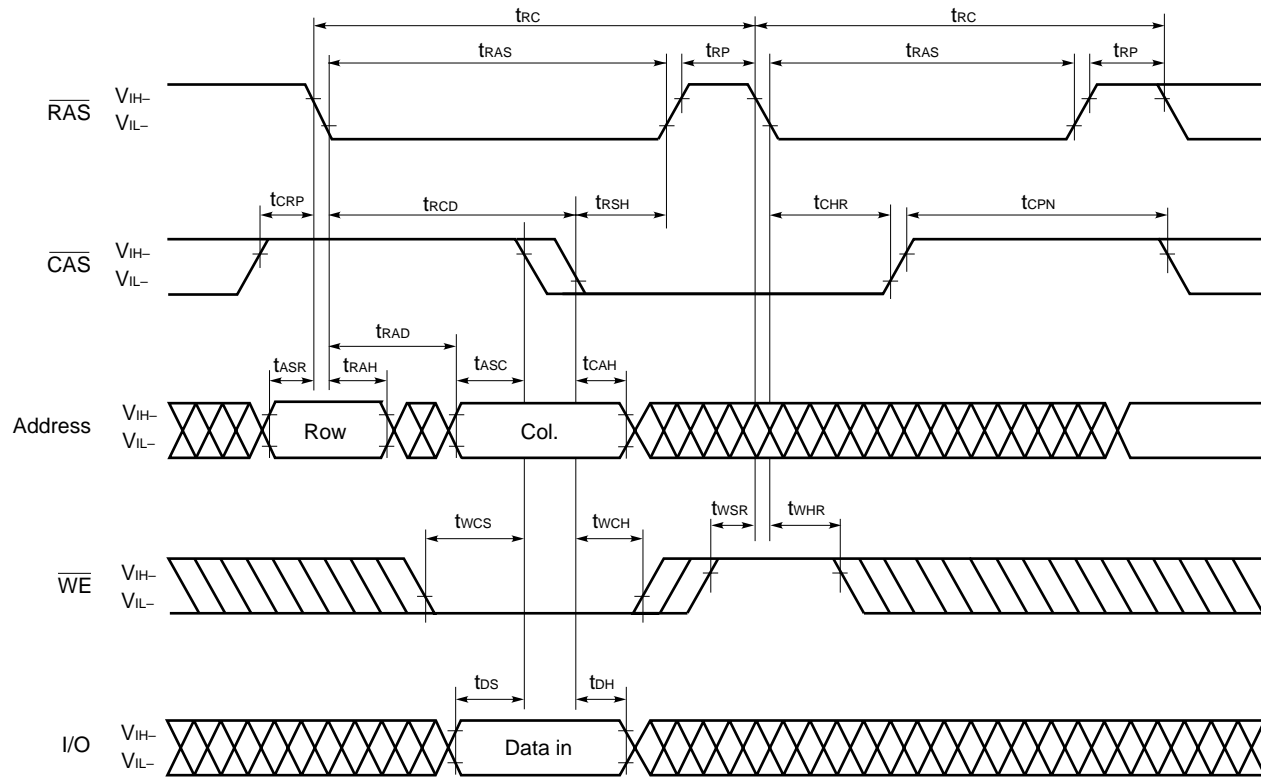 tRC tRC
tRAS tRP tRAS tRP
RAS VIH–
VIL–
tCRP tRCD tRSH tCHR tCPN
CAS VIH–
VIL–
tRAD
tASR tRAH tASC tCAH
Address VIH–
VIL–
Row Col.
tWCS tWCH tWSR tWHR
WE VIH–
VIL–
tDS tDH
I/O VIH–
VIL–
Data in